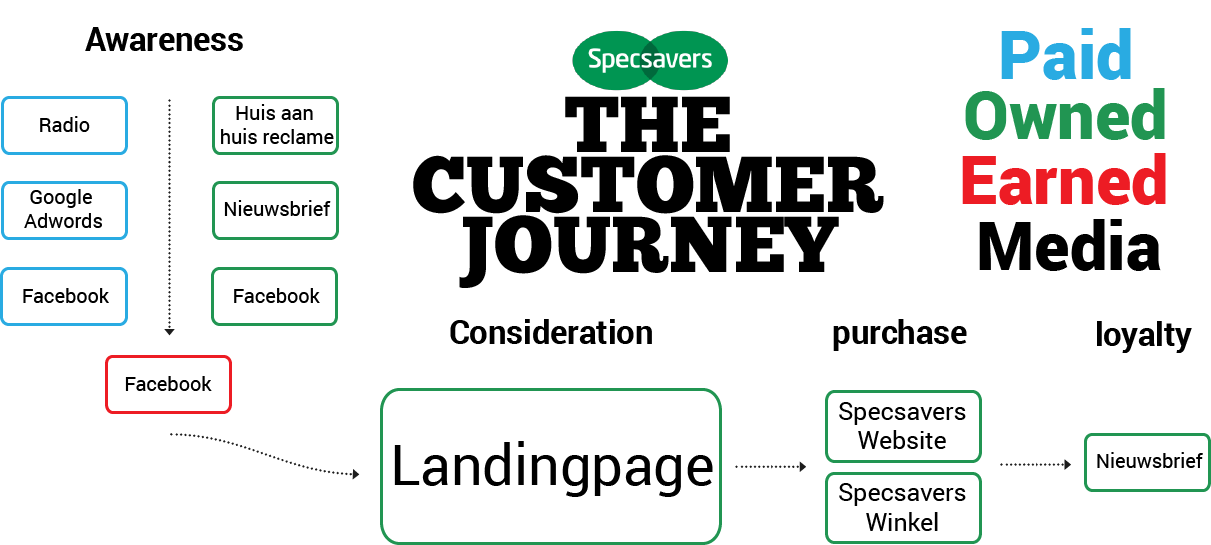 Awareness
Radio
Huis aan
huis reclame
Google
Adwords
Nieuwsbrief
Facebook
Facebook
Facebook
Specsavers
THE
CUSTOMER
JOURNEY
Paid
Owned
Earned
Media
Consideration
Landingpage
purchase
Specsavers
Website
Specsavers
Winkel
loyalty
Nieuwsbrief